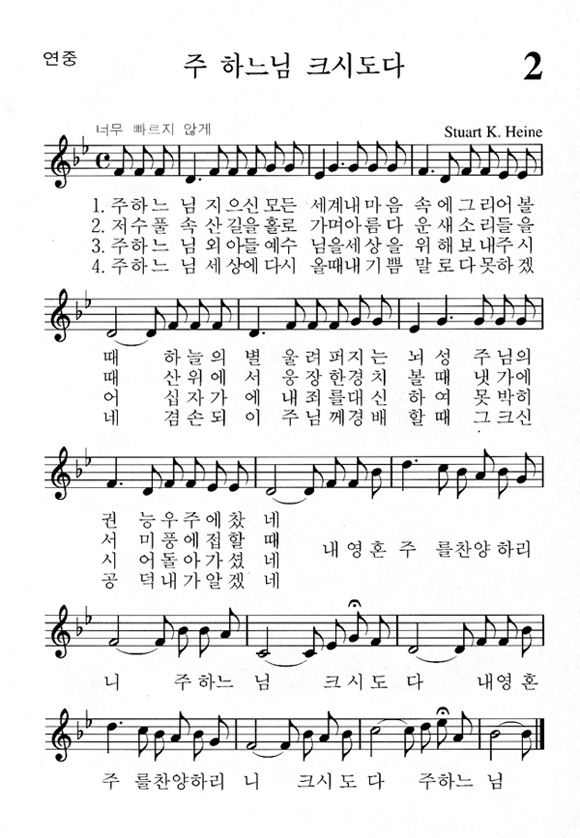 연중
주 하느님 크시도다
2
너무 빠르지 않게
Stuart K. Heine
1. 주하느 님 지으신모든 세계내마음 속에그리어볼
2. 저수풀 속 산길을홀로 가며아름다 운새소리들을
3. 주하느 님 외아들예수 님을세상을 위해보내주시
4. 주하느 님 세상에다시 올때내기쁨 말로다못하겠
때 하늘의 별 울려퍼지는 뇌성 주님의
때 산위에 서 웅장한경치 볼때 냇가에
어 십자가 에 내죄를대신 하여 못박히
네 겸손되 이 주님께경배 할때 그크신
권 능우주에찼 네
서 미풍에접할 때
시 어돌아가셨 네
공 덕내가알겠 네
내영혼 주 를찬양하리
니 주하느 님 크시도 다 내영혼
주 를찬양하리 니 크시도 다 주하느 님